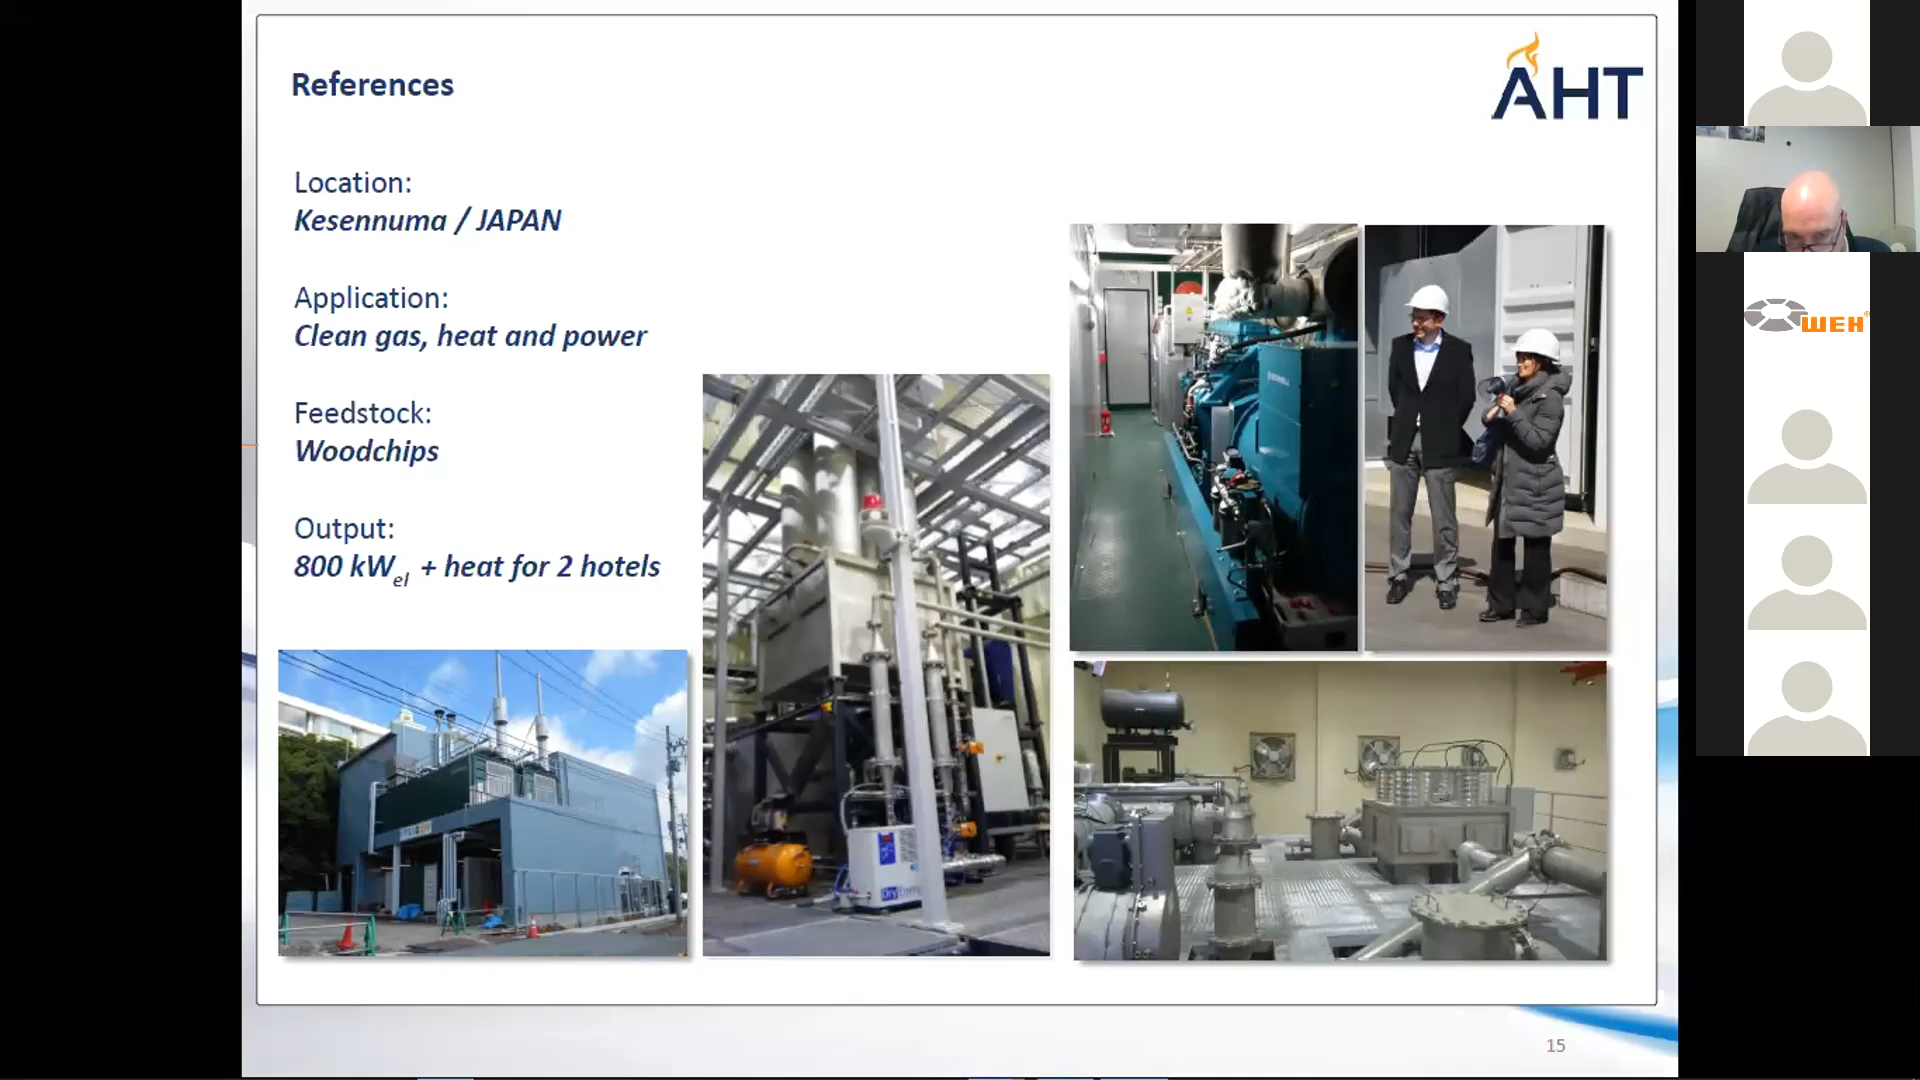 References
AHT
Location:
Kesennuma / JAPAN
Application:
Clean gas, heat and power
Feedstock:
Woodchips
Output:
800 kWel + heat for 2 hotels
Dry
WEH
15